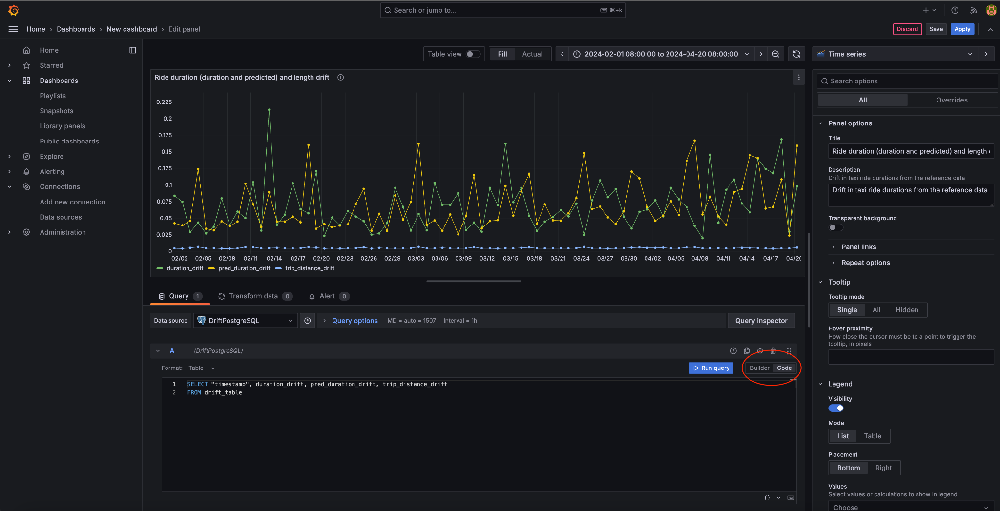 Search or jump to...
⌘+k
Home › Dashboards › New dashboard › Edit panel
Discard
Save
Apply
Home
Starred
Dashboards
Playlists
Snapshots
Library panels
Public dashboards
Explore
Alerting
Connections
Add new connection
Data sources
Administration
Table view
Fill
Actual
2024-02-01 08:00:00 to 2024-04-20 08:00:00
Ride duration (duration and predicted) and length drift
0.225
0.2
0.175
0.15
0.125
0.1
0.075
0.05
0.025
0
02/02 02/05 02/08 02/11 02/14 02/17 02/20 02/23 02/26 02/29 03/03 03/06 03/09 03/12 03/15 03/18 03/21 03/24 03/27 03/30 04/02 04/05 04/08 04/11 04/14 04/17 04/20
duration_drift pred_duration_drift trip_distance_drift
Query 1
Transform data 0
Alert 0
Data source
DriftPostgreSQL
Query options
MD = auto = 1507
Interval = 1h
Query inspector
A
(DriftPostgreSQL)
Format: Table
Run query
Builder
Code
1 SELECT "timestamp", duration_drift, pred_duration_drift, trip_distance_drift
2 FROM drift_table
{}
Time series
Search options
All
Overrides
Panel options
Title
Ride duration (duration and predicted) and length
Description
Drift in taxi ride durations from the reference data
Drift in taxi ride durations from the reference data
Transparent background
Panel links
Repeat options
Tooltip
Tooltip mode
Single
All
Hidden
Hover proximity
How close the cursor must be to a point to trigger the
tooltip, in pixels
Legend
Visibility
Mode
List
Table
Placement
Bottom
Right
Values
Select values or calculations to show in legend
Choose